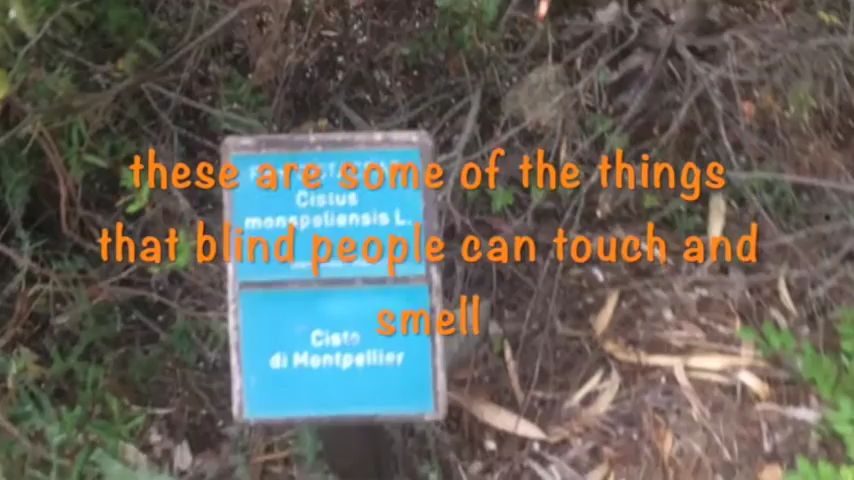 these are some of the things
that blind people can touch and
smell
Cistus
monspeliensis L.
Cisto
di Montpellier